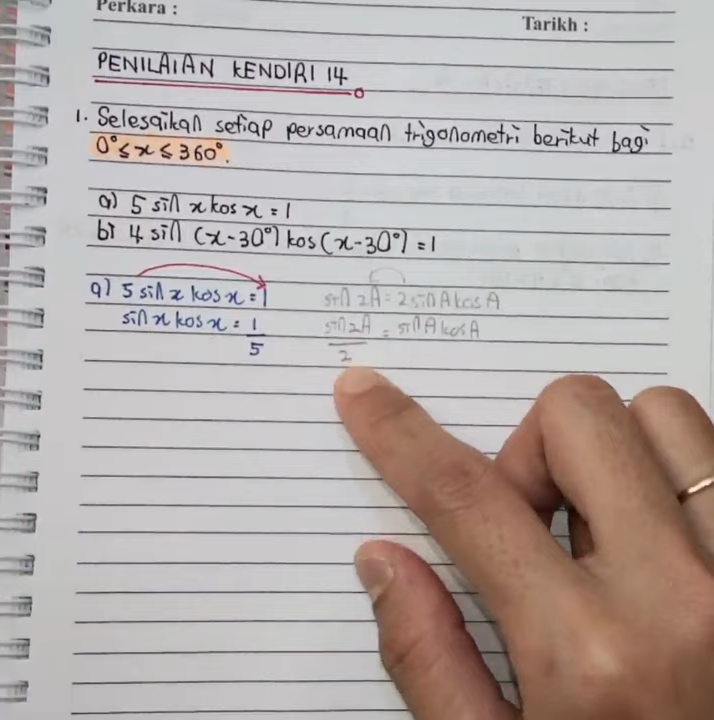 Perkara :
Tarikh :
PENILAIAN KENDIRI 14
1. Selesaikan setiap persamaan trigonometri berikut bagi
0° ≤ x ≤ 360°.
a) 5 sin x kos x = 1
b) 4 sin (x-30°) kos (x-30°) = 1
a) 5 sin x kos x = 1
sin x kos x = 1/5
sin 2A = 2 sin A kos A
sin 2A/2 = sin A kos A